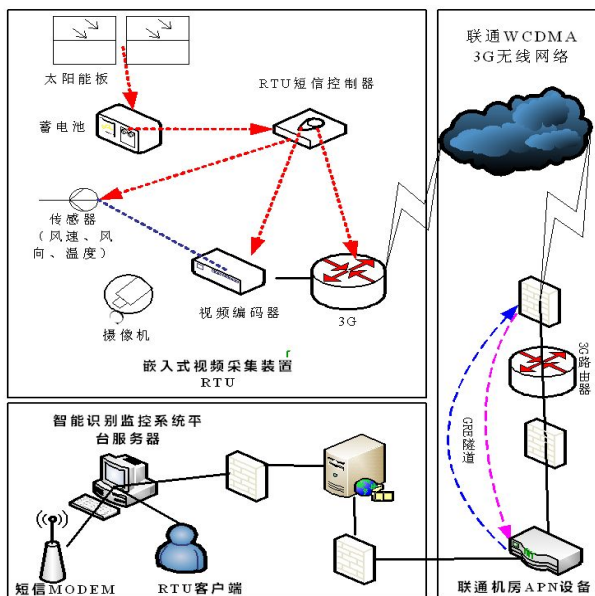 太阳能板
RTU短信控制器
蓄电池
传感器
（风速、风
向、温度）
视频编码器
3G
摄像机
嵌入式视频采集装置
r
RTU
联通WCDMA
3G无线网络
3G路由器
GRE隧道
联通机房APN设备
智能识别监控系统平
台服务器
短信MODEM
RTU客户端